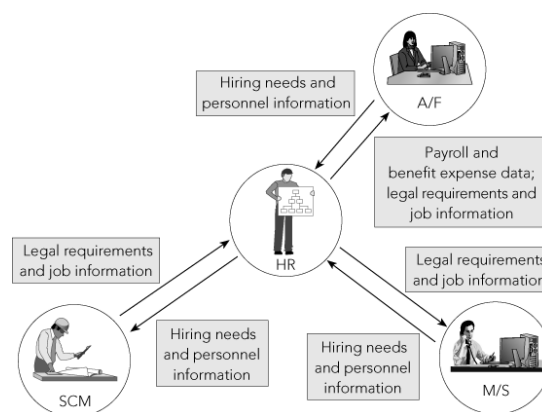 Hiring needs and
personnel information
A/F
Payroll and
benefit expense data;
legal requirements and
job information
HR
Legal requirements
and job information
Legal requirements
and job information
Hiring needs
and personnel
information
Hiring needs
and personnel
information
SCM
M/S